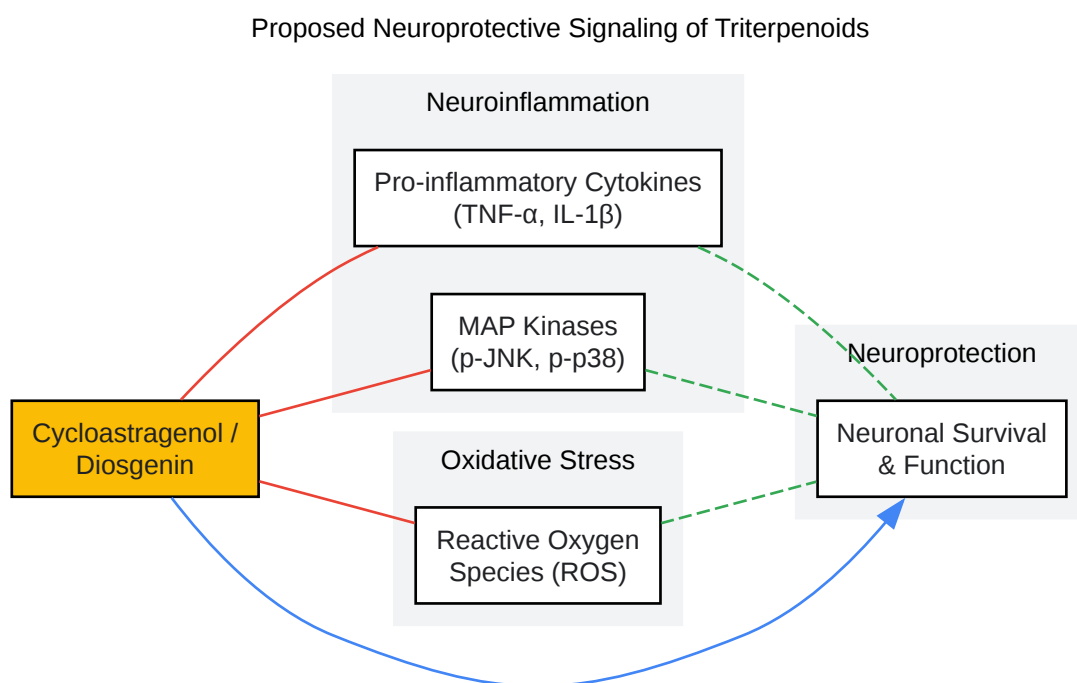 Proposed Neuroprotective Signaling of Triterpenoids
Neuroinflammation
Pro-inflammatory Cytokines
(TNF-α, IL-1β)
MAP Kinases
(p-JNK, p-p38)
Neuroprotection
Cycloastragenol /
Diosgenin
Neuronal Survival
& Function
Oxidative Stress
Reactive Oxygen
Species (ROS)